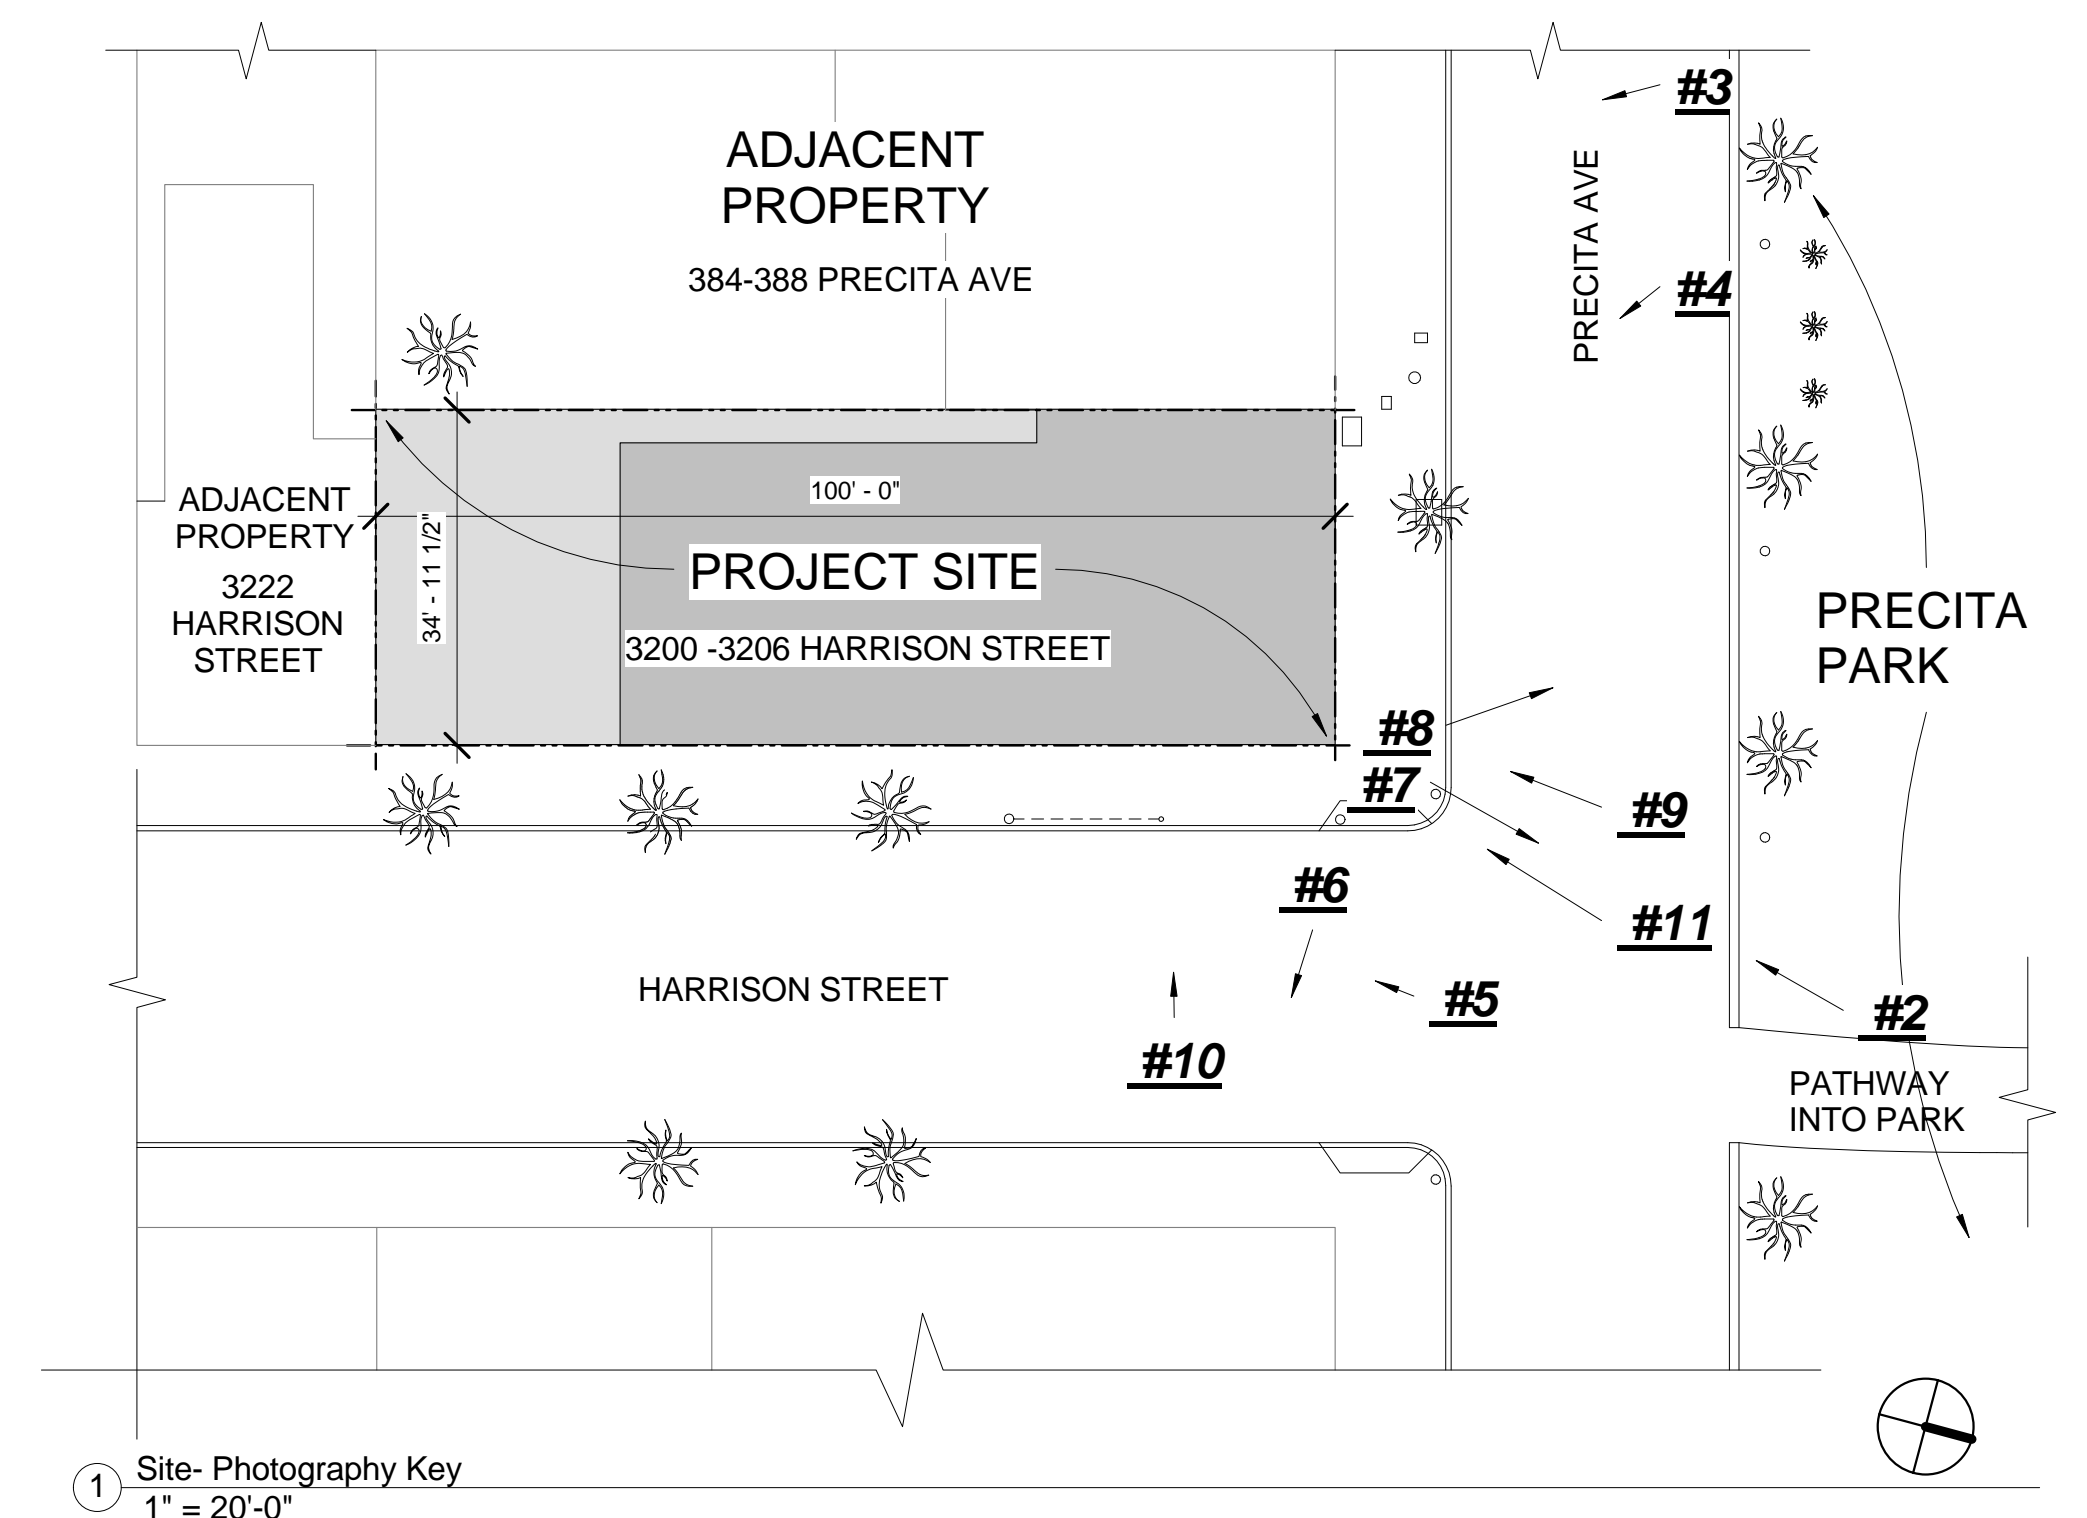 #3
ADJACENT
PROPERTY
384-388 PRECITA AVE
PRECITA AVE
#4
ADJACENT
PROPERTY
3222
HARRISON
STREET
34' - 11 1/2"
100' - 0"
PROJECT SITE
3200 -3206 HARRISON STREET
PRECITA
PARK
#8
#7
#9
#6
#11
HARRISON STREET
#5
#2
#10
PATHWAY
INTO PARK
1
Site- Photography Key
1" = 20'-0"